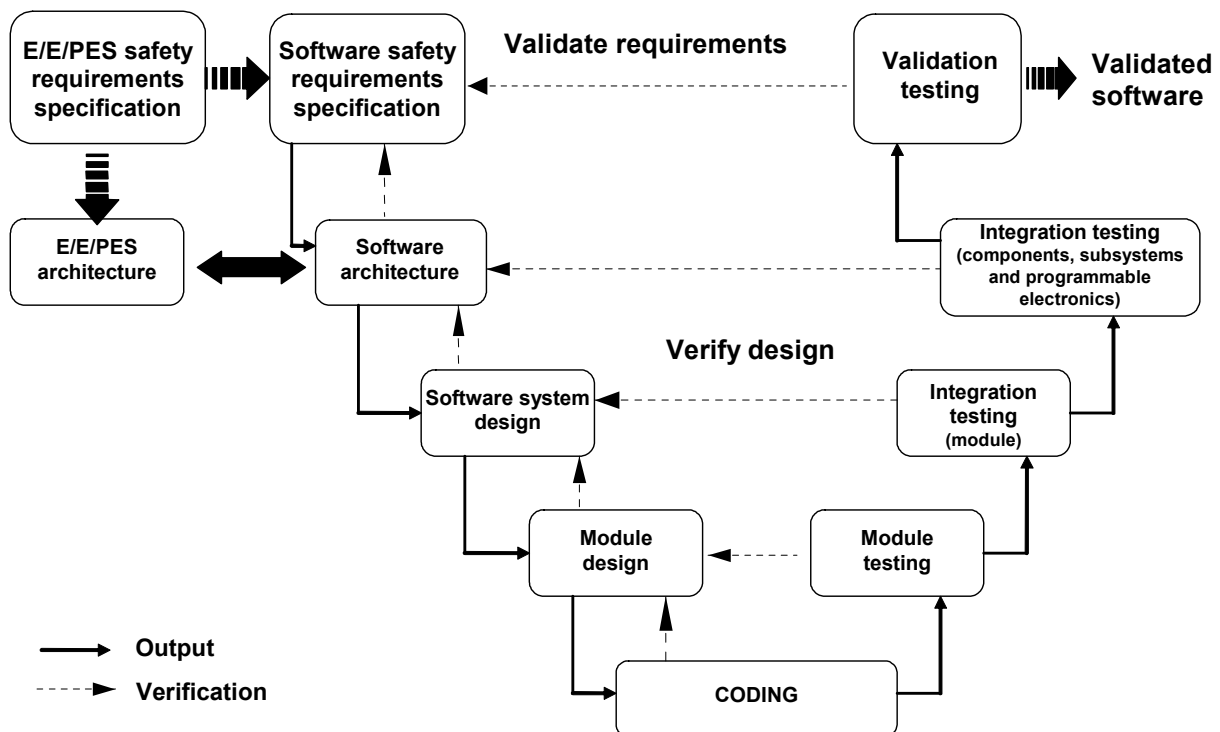 E/E/PES safety
requirements
specification
Software safety
requirements
specification
Validate requirements
Validation
testing
Validated
software
E/E/PES
architecture
Software
architecture
Integration testing
(components, subsystems
and programmable
electronics)
Verify design
Software system
design
Integration
testing
(module)
Module
design
Module
testing
Output
Verification
CODING